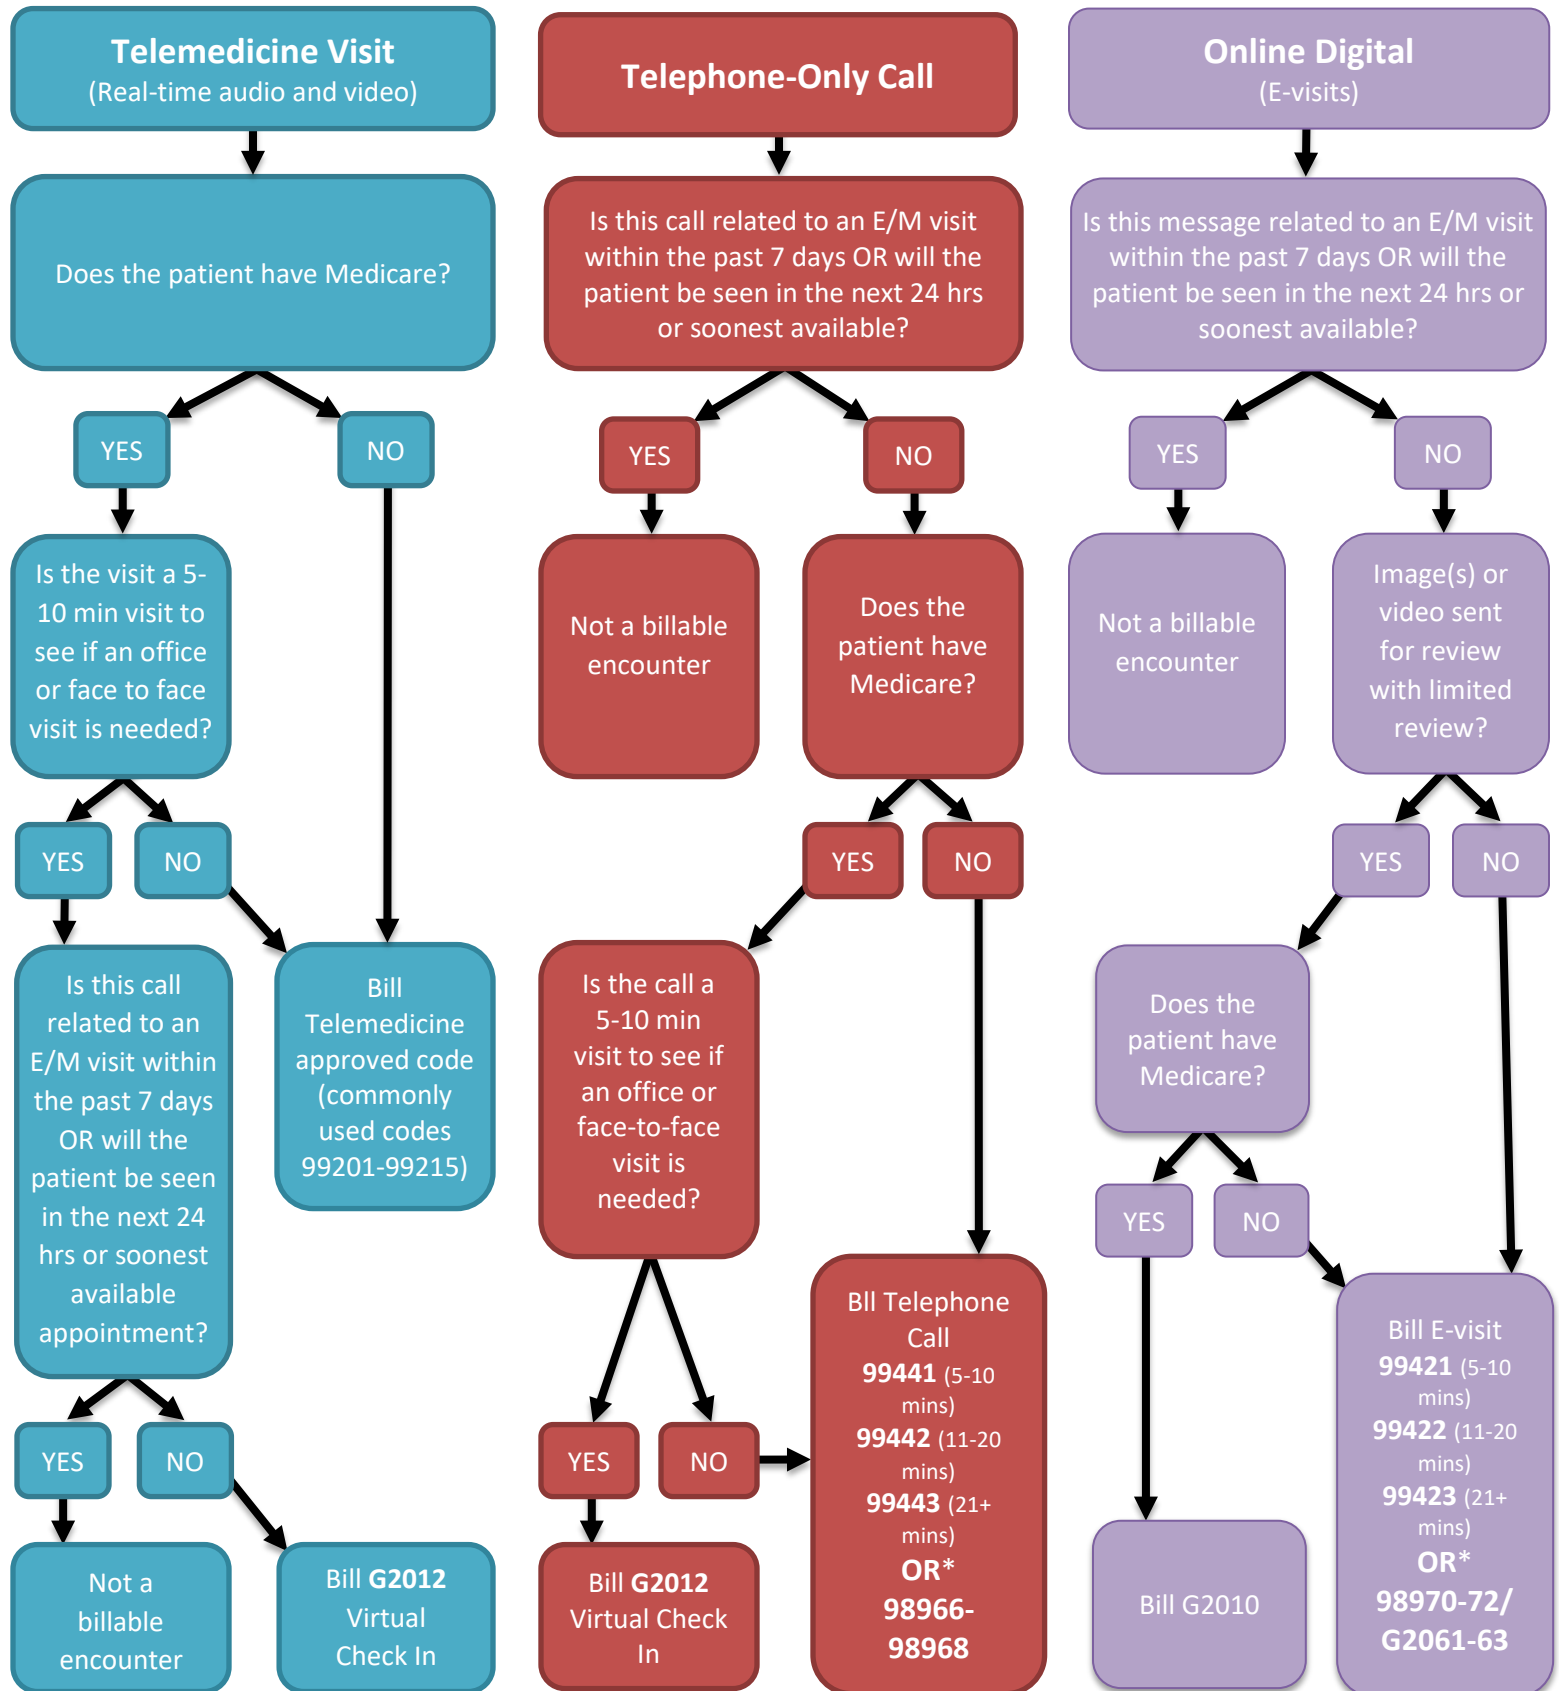 Telemedicine Visit
(Real-time audio and video)
Does the patient have Medicare?
YES
NO
Is the visit a 5-
10 min visit to
see if an office
or face to face
visit is needed?
YES
NO
Is this call
related to an
E/M visit within
the past 7 days
OR will the
patient be seen
in the next 24
hrs or soonest
available
appointment?
Bill
Telemedicine
approved code
(commonly
used codes
99201-99215)
YES
NO
Not a
billable
encounter
Bill G2012
Virtual
Check In
Telephone-Only Call
Is this call related to an E/M visit
within the past 7 days OR will the
patient be seen in the next 24 hrs
or soonest available?
YES
NO
Not a billable
encounter
Does the
patient have
Medicare?
YES
NO
Is the call a
5-10 min
visit to see if
an office or
face-to-face
visit is
needed?
YES
NO
Bill G2012
Virtual Check
In
Bll Telephone
Call
99441 (5-10
mins)
99442 (11-20
mins)
99443 (21+
mins)
OR*
98966-
98968
Online Digital
(E-visits)
Is this message related to an E/M visit
within the past 7 days OR will the
patient be seen in the next 24 hrs or
soonest available?
YES
NO
Not a billable
encounter
Image(s) or
video sent
for review
with limited
review?
YES
NO
Does the
patient have
Medicare?
YES
NO
Bill G2010
Bill E-visit
99421 (5-10
mins)
99422 (11-20
mins)
99423 (21+
mins)
OR*
98970-72/
G2061-63